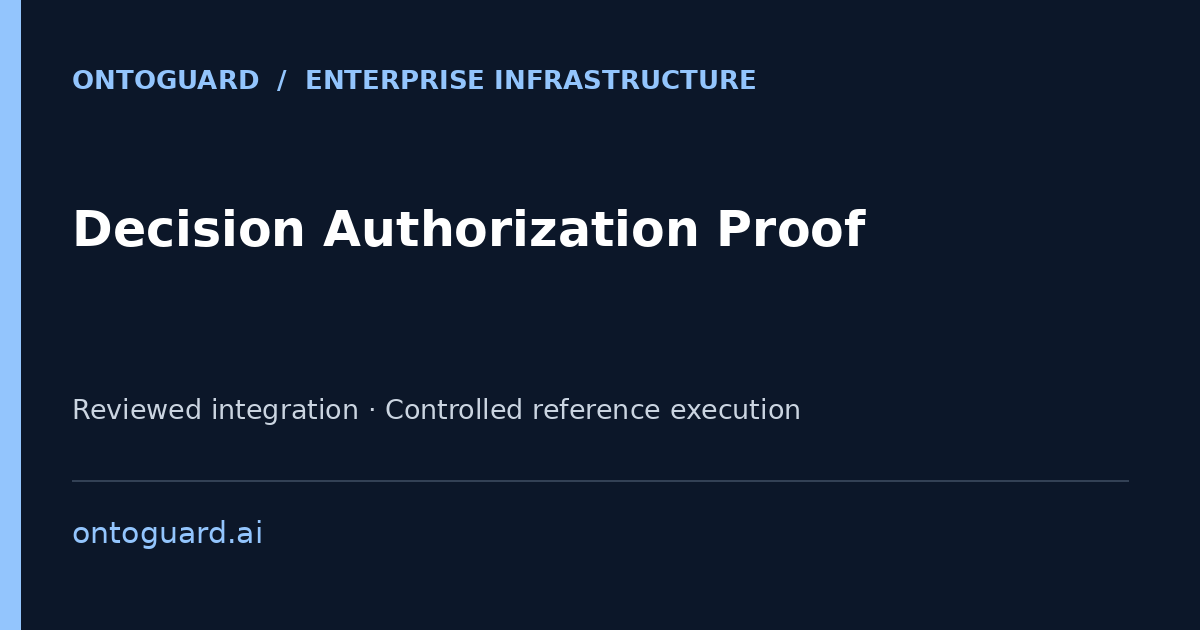 ONTOGUARD / ENTERPRISE INFRASTRUCTURE
Decision Authorization Proof
Reviewed integration · Controlled reference execution
ontoguard.ai